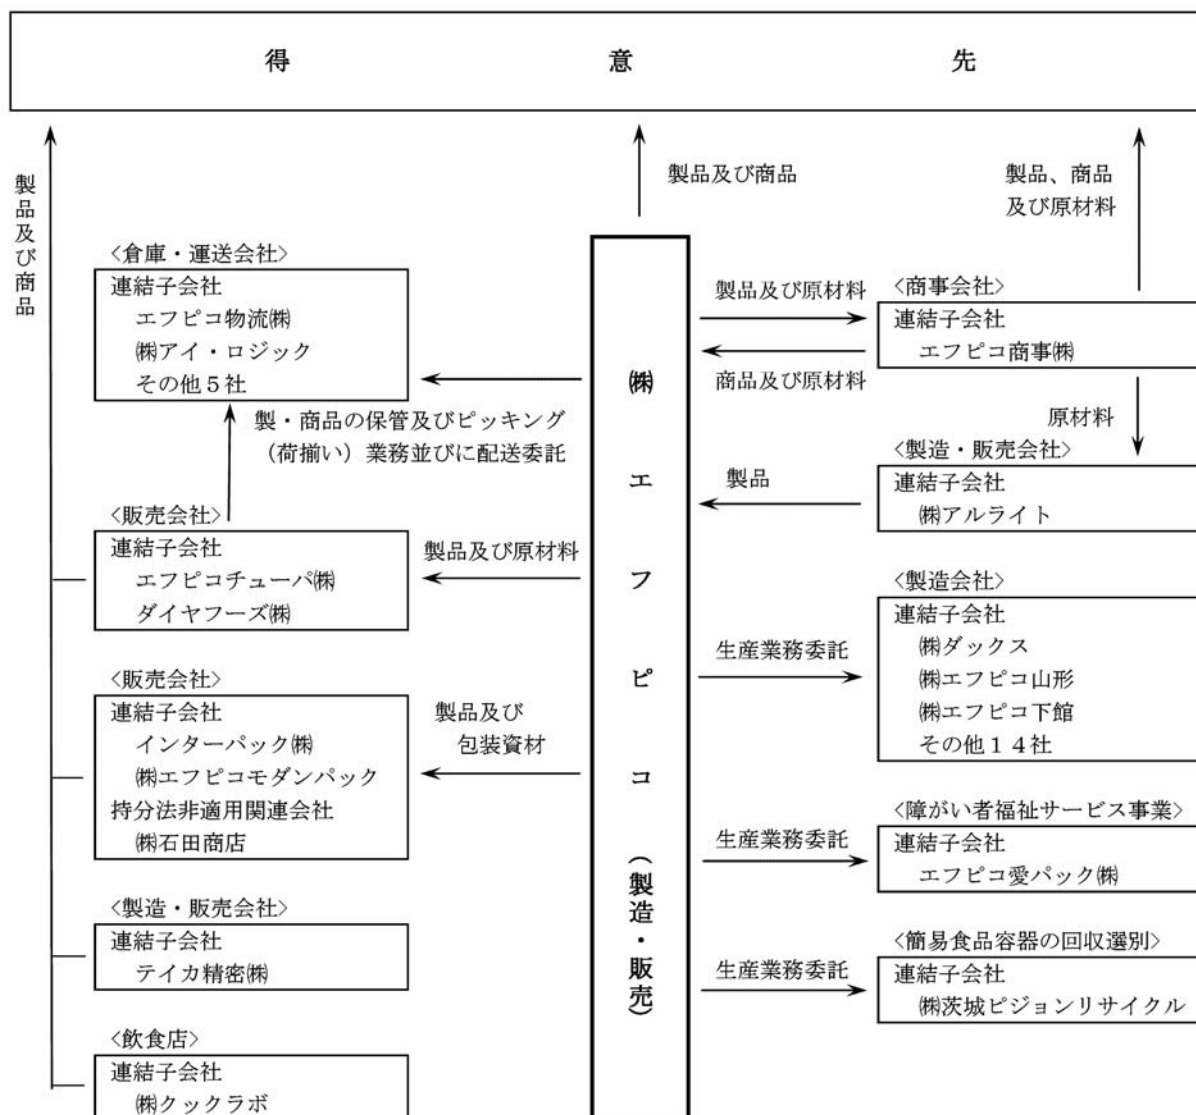 得意先
製品及び商品
製品及び商品
製品、商品
及び原材料
<倉庫・運送会社>
連結子会社
エフピコ物流㈱
㈱アイ・ロジック
その他５社
製・商品の保管及びピッキング
（荷揃い）業務並びに配送委託
<販売会社>
連結子会社
エフピコチューパ㈱
ダイヤフーズ㈱
製品及び原材料
<販売会社>
連結子会社
インターパック㈱
㈱エフピコモダンパック
持分法非適用関連会社
㈱石田商店
製品及び
包装資材
<製造・販売会社>
連結子会社
テイカ精密㈱
<飲食店>
連結子会社
㈱クックラボ
㈱エフピコ（製造・販売）
製品及び原材料
商品及び原材料
<商事会社>
連結子会社
エフピコ商事㈱
原材料
<製造・販売会社>
連結子会社
㈱アルライト
製品
<製造会社>
連結子会社
㈱ダックス
㈱エフピコ山形
㈱エフピコ下館
その他１４社
生産業務委託
<障がい者福祉サービス事業>
連結子会社
エフピコ愛パック㈱
生産業務委託
<簡易食品容器の回収選別>
連結子会社
㈱茨城ピジョンリサイクル
生産業務委託